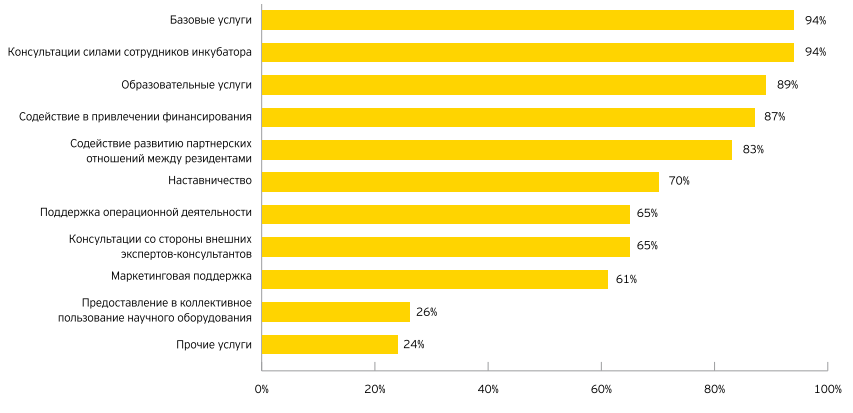 Базовые услуги
94%
Консультации силами сотрудников инкубатора
94%
Образовательные услуги
89%
Содействие в привлечении финансирования
87%
Содействие развитию партнерских
отношений между резидентами
83%
Наставничество
70%
Поддержка операционной деятельности
65%
Консультации со стороны внешних
экспертов-консультантов
65%
Маркетинговая поддержка
61%
Предоставление в коллективное
пользование научного оборудования
26%
Прочие услуги
24%
0% 20% 40% 60% 80% 100%